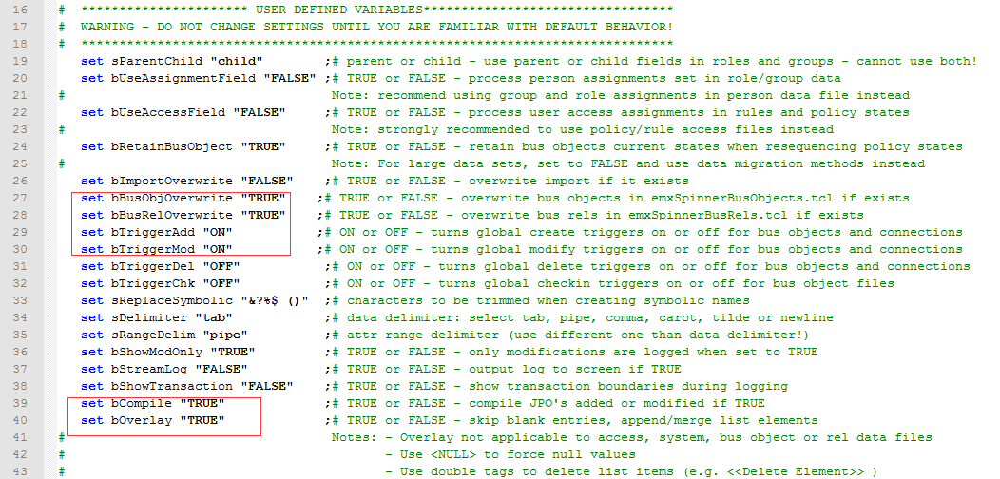 16 # ********************** USER DEFINED VARIABLES*********************************
17 # WARNING - DO NOT CHANGE SETTINGS UNTIL YOU ARE FAMILIAR WITH DEFAULT BEHAVIOR!
18 # ******************************************************************************
19 set sParentChild "child" ;# parent or child - use parent or child fields in roles and groups - cannot use both!
20 set bUseAssignmentField "FALSE" ;# TRUE or FALSE - process person assignments set in role/group data
21 # Note: recommend using group and role assignments in person data file instead
22 set bUseAccessField "FALSE" ;# TRUE or FALSE - process user access assignments in rules and policy states
23 # Note: strongly recommended to use policy/rule access files instead
24 set bRetainBusObject "TRUE" ;# TRUE or FALSE - retain bus objects current states when resequencing policy states
25 # Note: For large data sets, set to FALSE and use data migration methods instead
26 set bImportOverwrite "FALSE" ;# TRUE or FALSE - overwrite import if it exists
27 set bBusObjOverwrite "TRUE" ;# TRUE or FALSE - overwrite bus objects in emxSpinnerBusObjects.tcl if exists
28 set bBusRelOverwrite "TRUE" ;# TRUE or FALSE - overwrite bus rels in emxSpinnerBusRels.tcl if exists
29 set bTriggerAdd "ON" ;# ON or OFF - turns global create triggers on or off for bus objects and connections
30 set bTriggerMod "ON" ;# ON or OFF - turns global modify triggers on or off for bus objects and connections
31 set bTriggerDel "OFF" ;# ON or OFF - turns global delete triggers on or off for bus objects and connections
32 set bTriggerChk "OFF" ;# ON or OFF - turns global checkin triggers on or off for bus object files
33 set sReplaceSymbolic "&?%$ ()" ;# characters to be trimmed when creating symbolic names
34 set sDelimiter "tab" ;# data delimiter: select tab, pipe, comma, carot, tilde or newline
35 set sRangeDelim "pipe" ;# attr range delimiter (use different one than data delimiter!)
36 set bShowModOnly "TRUE" ;# TRUE or FALSE - only modifications are logged when set to TRUE
37 set bStreamLog "FALSE" ;# TRUE or FALSE - output log to screen if TRUE
38 set bShowTransaction "FALSE" ;# TRUE or FALSE - show transaction boundaries during logging
39 set bCompile "TRUE" ;# TRUE or FALSE - compile JPO's added or modified if TRUE
40 set bOverlay "TRUE" ;# TRUE or FALSE - skip blank entries, append/merge list elements
41 # Notes: - Overlay not applicable to access, system, bus object or rel data files
42 # - Use <NULL> to force null values
43 # - Use double tags to delete list items (e.g. <<Delete Element>> )